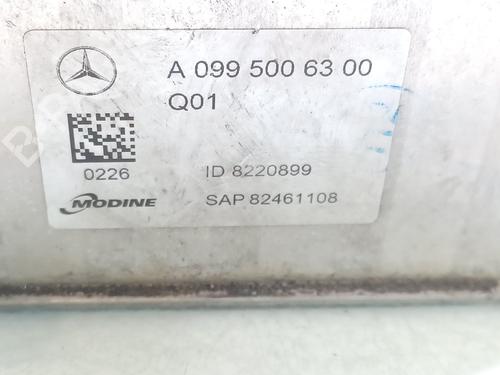 A 099 500 63 00
Q01
0226
ID 8220899
MODINE
SAP 82461108